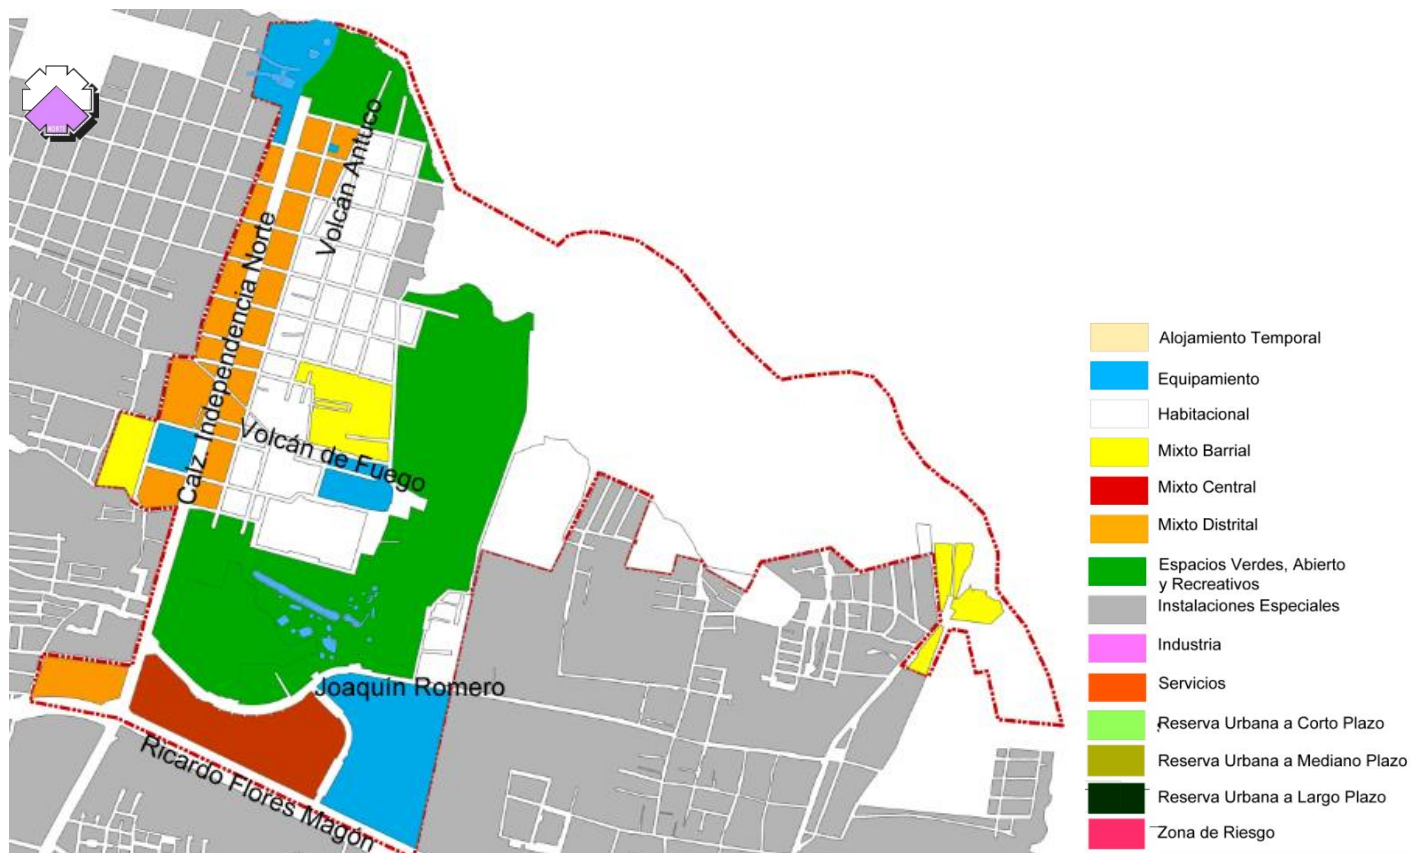 NORTE
Volcán Antuco
Calz. Independencia Norte
Volcán de Fuego
Joaquín Romero
Ricardo Flores Magón
Alojamiento Temporal
Equipamiento
Habitacional
Mixto Barrial
Mixto Central
Mixto Distrital
Espacios Verdes, Abierto
y Recreativos
Instalaciones Especiales
Industria
Servicios
Reserva Urbana a Corto Plazo
Reserva Urbana a Mediano Plazo
Reserva Urbana a Largo Plazo
Zona de Riesgo